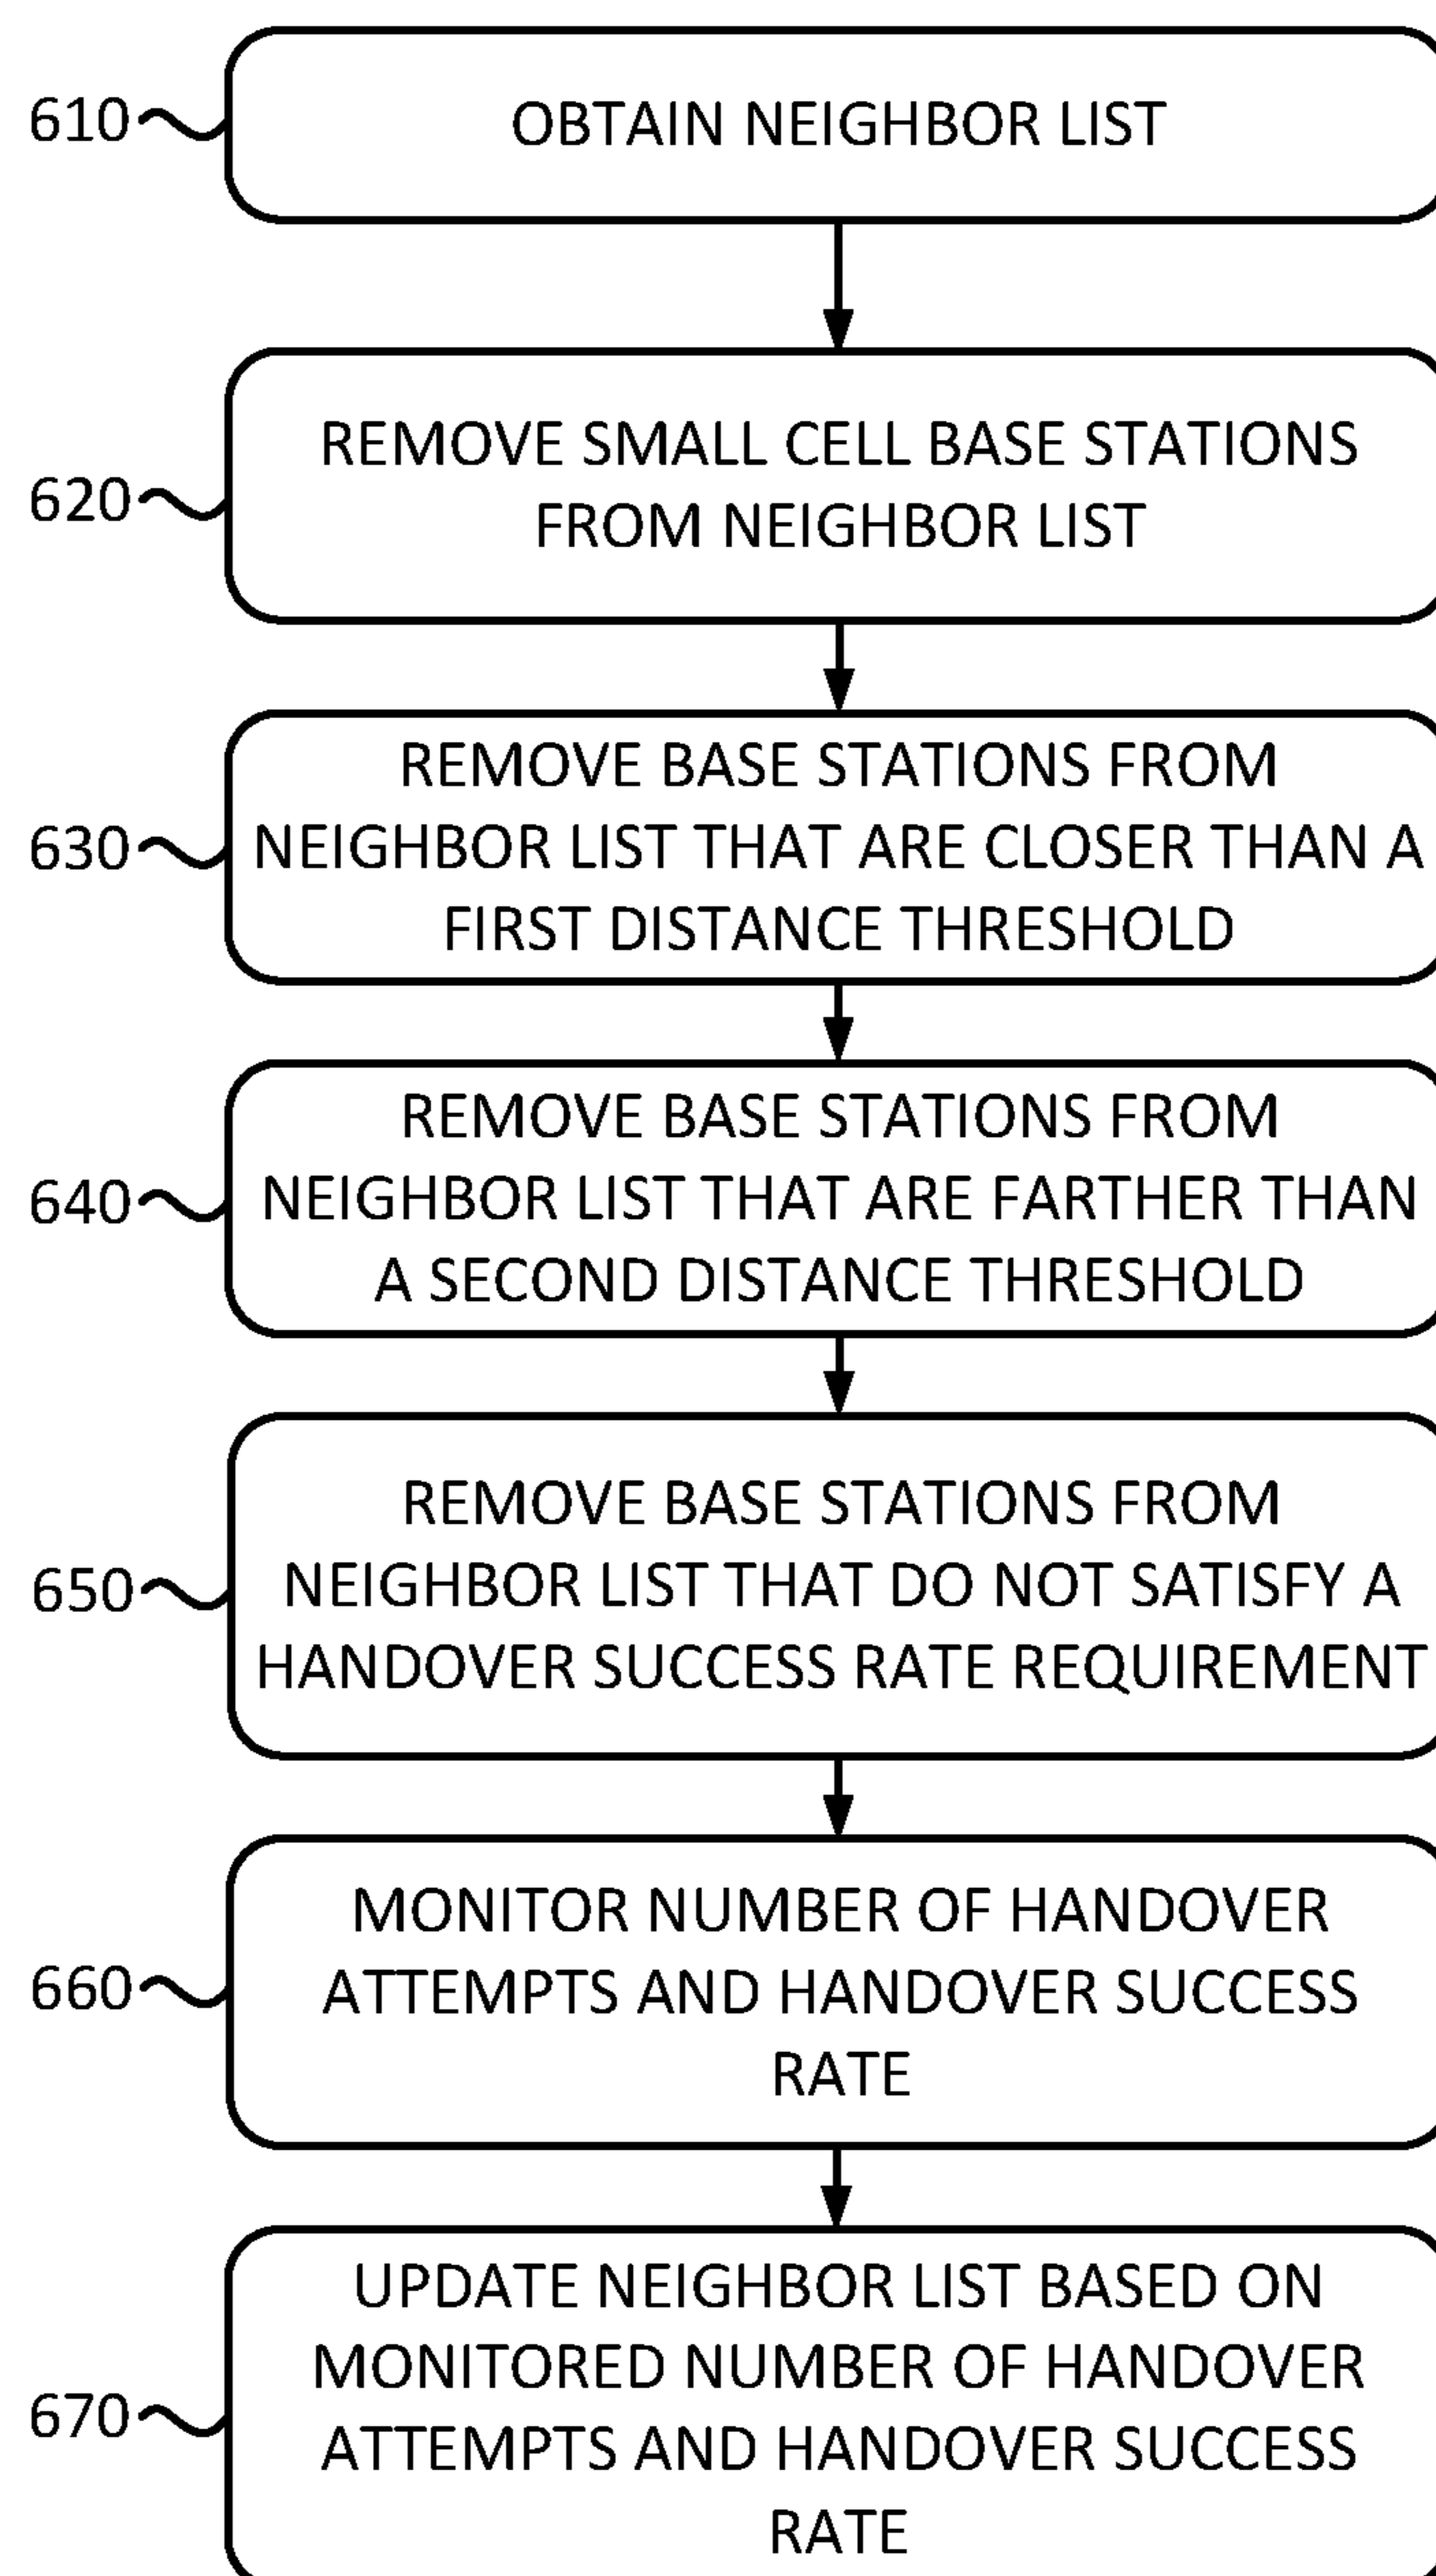 610
OBTAIN NEIGHBOR LIST
620
REMOVE SMALL CELL BASE STATIONS
FROM NEIGHBOR LIST
630
REMOVE BASE STATIONS FROM
NEIGHBOR LIST THAT ARE CLOSER THAN A
FIRST DISTANCE THRESHOLD
640
REMOVE BASE STATIONS FROM
NEIGHBOR LIST THAT ARE FARTHER THAN
A SECOND DISTANCE THRESHOLD
650
REMOVE BASE STATIONS FROM
NEIGHBOR LIST THAT DO NOT SATISFY A
HANDOVER SUCCESS RATE REQUIREMENT
660
MONITOR NUMBER OF HANDOVER
ATTEMPTS AND HANDOVER SUCCESS
RATE
670
UPDATE NEIGHBOR LIST BASED ON
MONITORED NUMBER OF HANDOVER
ATTEMPTS AND HANDOVER SUCCESS
RATE